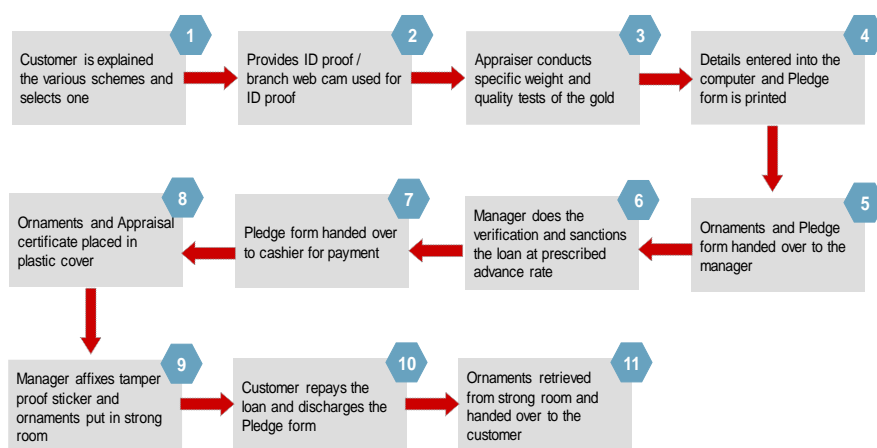 1
Customer is explained
the various schemes and
selects one
2
Provides ID proof /
branch web cam used for
ID proof
3
Appraiser conducts
specific weight and
quality tests of the gold
4
Details entered into the
computer and Pledge
form is printed
5
Ornaments and Pledge
form handed over to the
manager
6
Manager does the
verification and sanctions
the loan at prescribed
advance rate
7
Pledge form handed over
to cashier for payment
8
Ornaments and Appraisal
certificate placed in
plastic cover
9
Manager affixes tamper
proof sticker and
ornaments put in strong
room
10
Customer repays the
loan and discharges the
Pledge form
11
Ornaments retrieved
from strong room and
handed over to the
customer